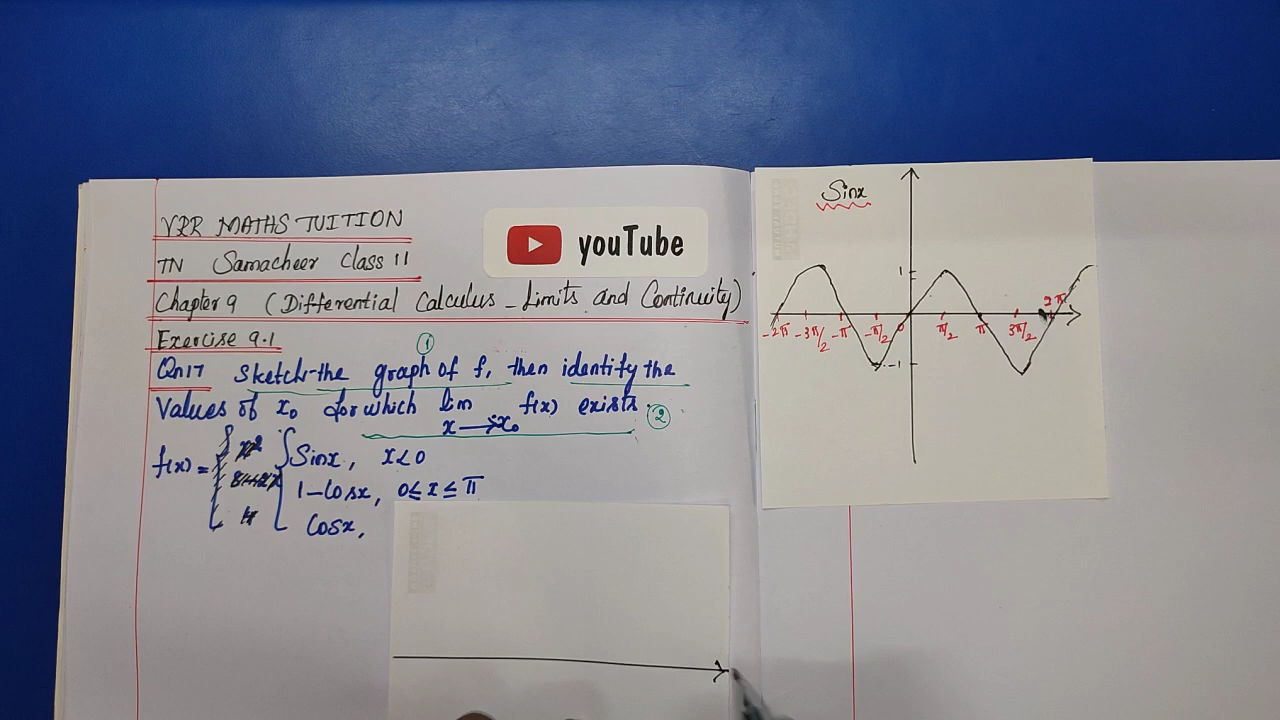 VRR MATHS TUITION
TN Samacheer Class 11
Chapter 9 (Differential Calculus - Limits and Continuity)
Exercise 9.1
youTube
①
Qn17 Sketch the graph of f, then identify the
Values of x₀ for which lim f(x) exists.
x→x₀
②
f(x) = { Sinx, x<0
1-Cosx, 0≤x≤π
Cosx,
Sinx
1
-2π -3π/2 -π -π/2 0 π/2 π 3π/2 2π
-1